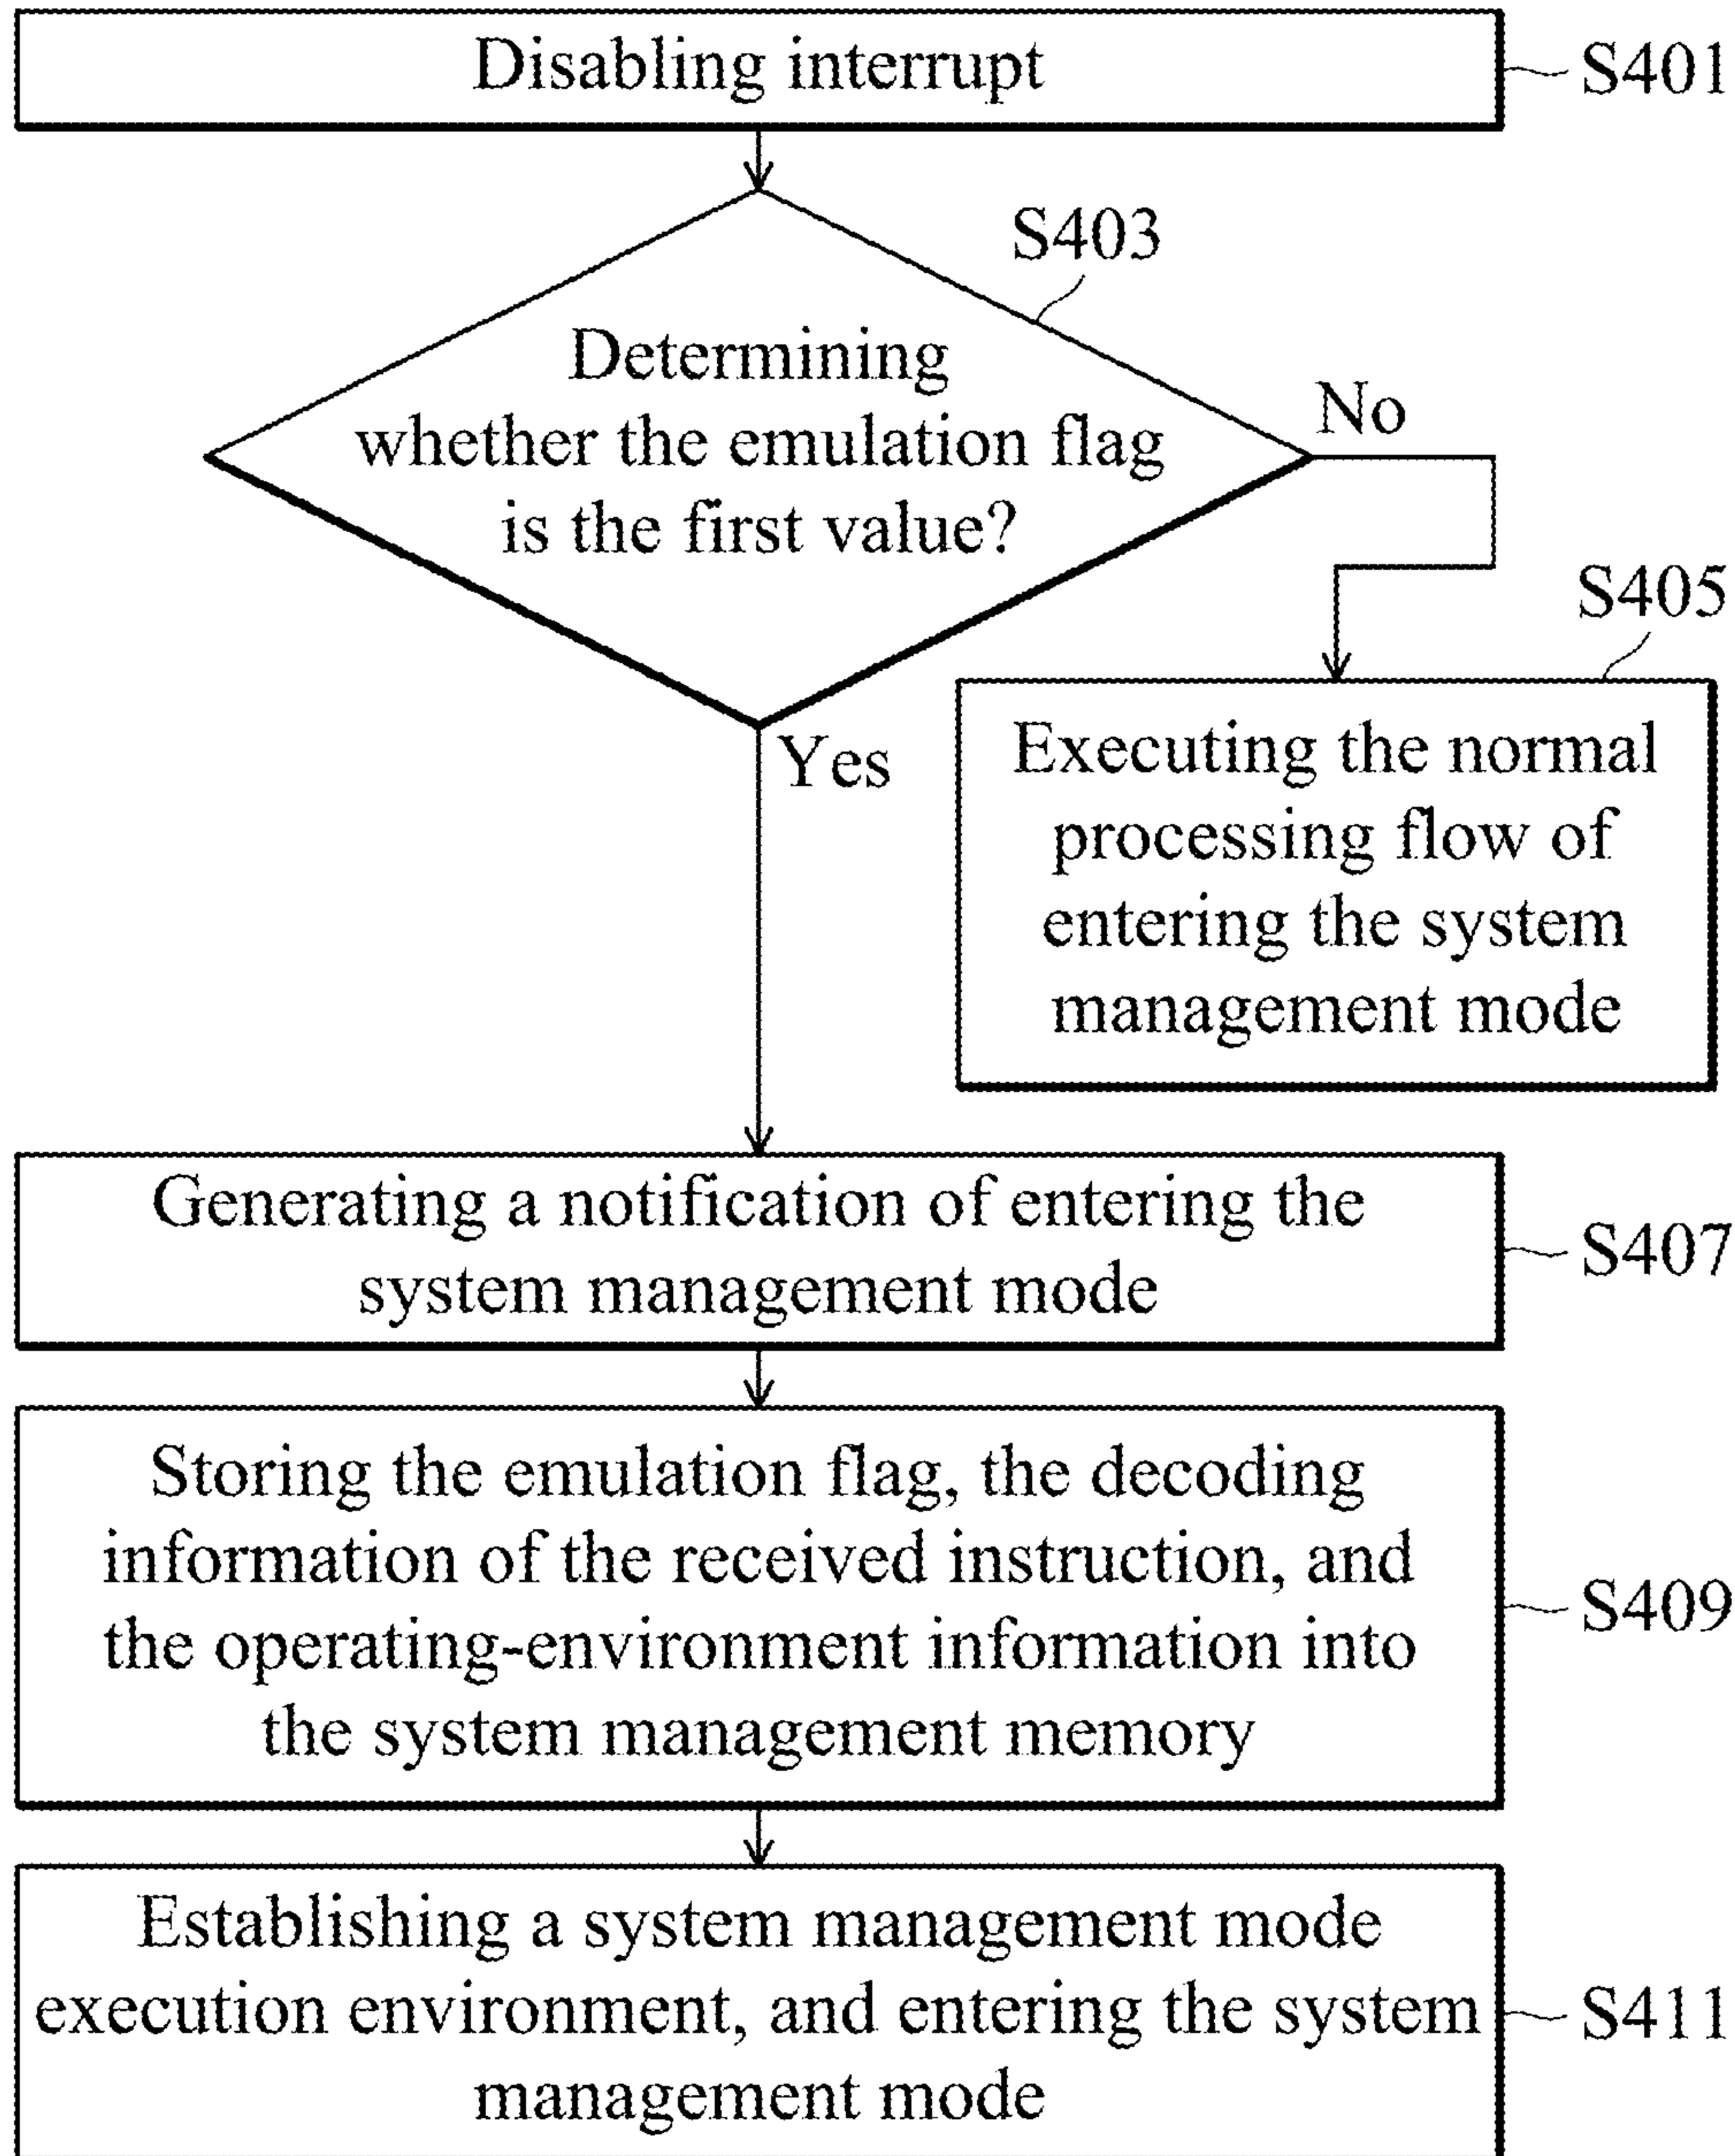 Disabling interrupt
S401
S403
Determining
whether the emulation flag
is the first value?
No
Yes
S405
Executing the normal
processing flow of
entering the system
management mode
Generating a notification of entering the
system management mode
S407
Storing the emulation flag, the decoding
information of the received instruction, and
the operating-environment information into
the system management memory
S409
Establishing a system management mode
execution environment, and entering the system
management mode
S411